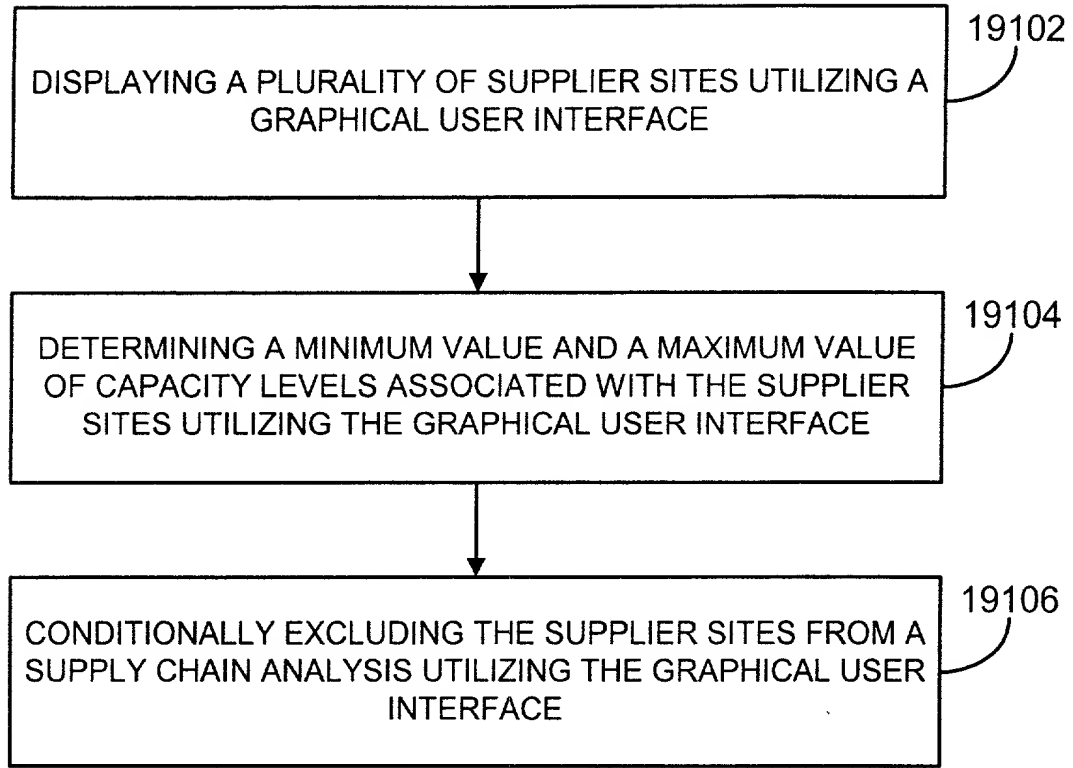 19102
DISPLAYING A PLURALITY OF SUPPLIER SITES UTILIZING A
GRAPHICAL USER INTERFACE
19104
DETERMINING A MINIMUM VALUE AND A MAXIMUM VALUE
OF CAPACITY LEVELS ASSOCIATED WITH THE SUPPLIER
SITES UTILIZING THE GRAPHICAL USER INTERFACE
19106
CONDITIONALLY EXCLUDING THE SUPPLIER SITES FROM A
SUPPLY CHAIN ANALYSIS UTILIZING THE GRAPHICAL USER
INTERFACE